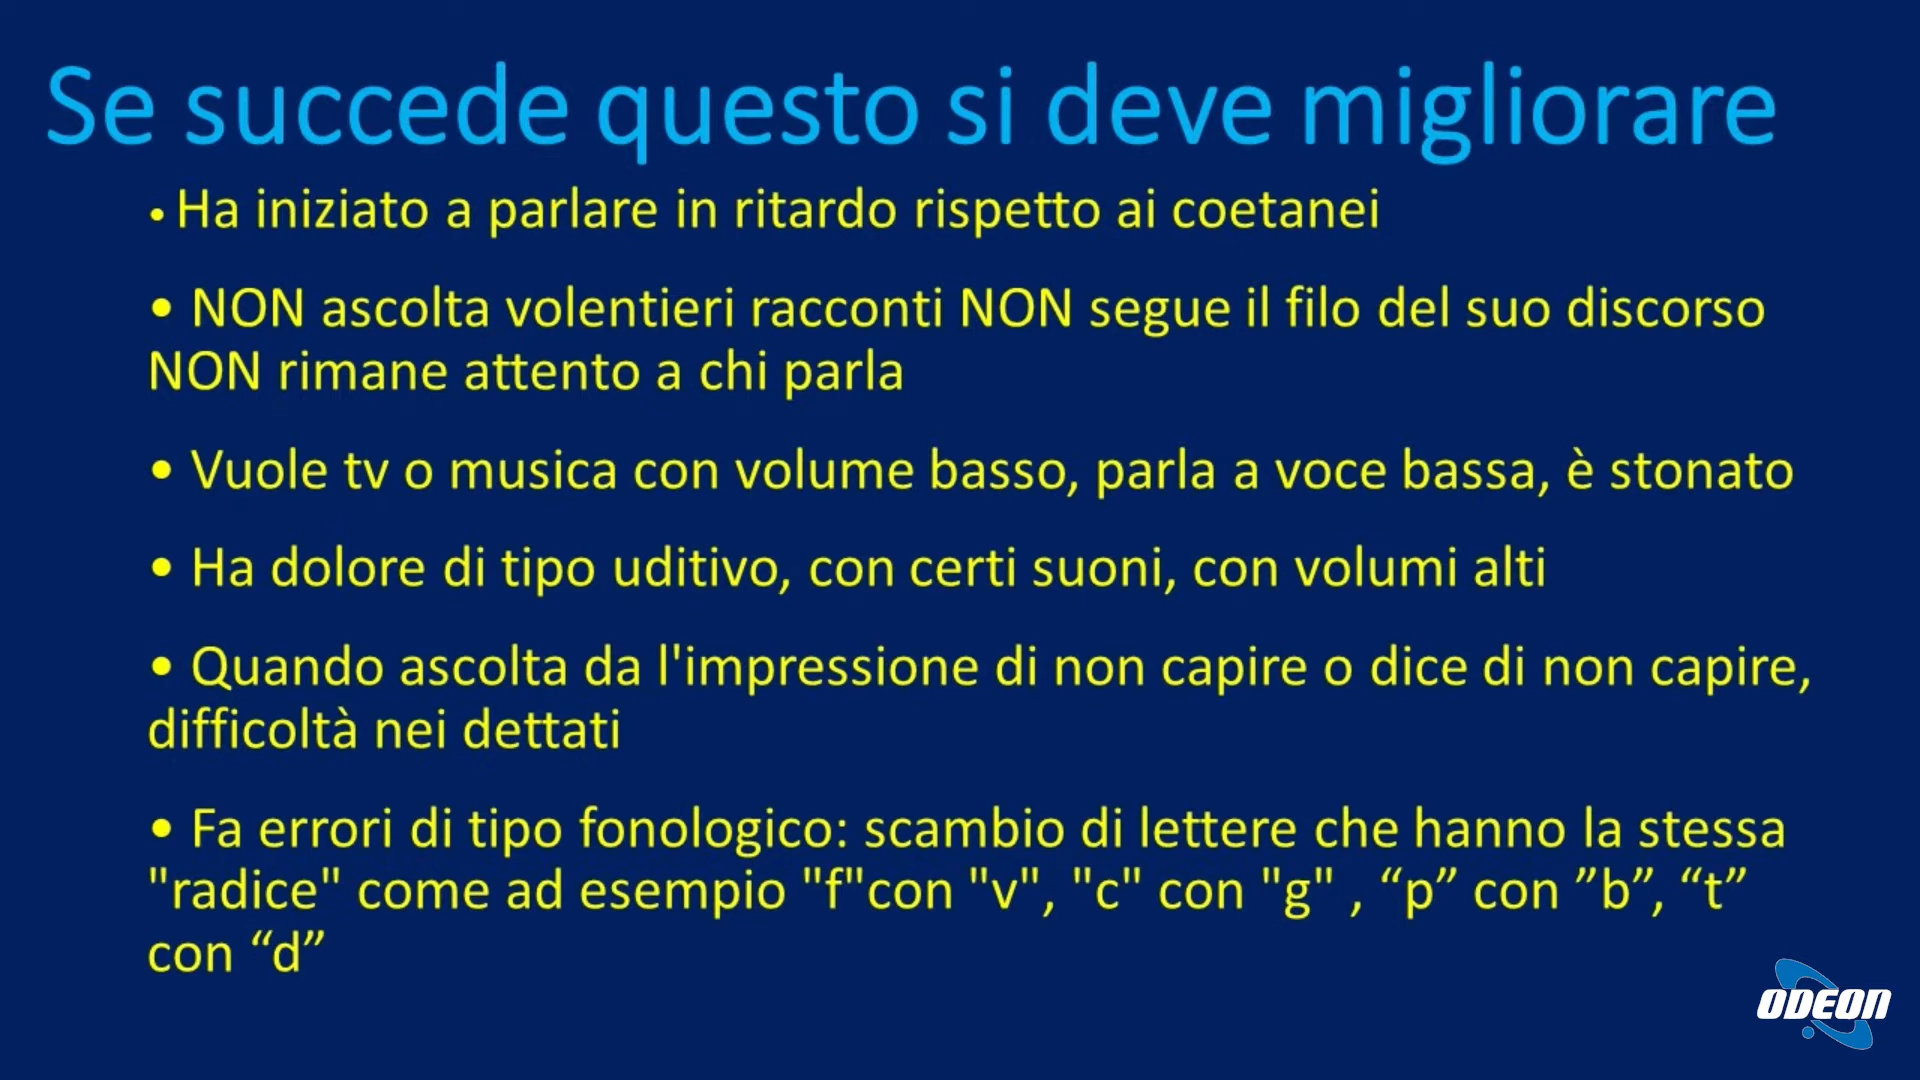 Se succede questo si deve migliorare
• Ha iniziato a parlare in ritardo rispetto ai coetanei
• NON ascolta volentieri racconti NON segue il filo del suo discorso
NON rimane attento a chi parla
• Vuole tv o musica con volume basso, parla a voce bassa, è stonato
• Ha dolore di tipo uditivo, con certi suoni, con volumi alti
• Quando ascolta da l'impressione di non capire o dice di non capire,
difficoltà nei dettati
• Fa errori di tipo fonologico: scambio di lettere che hanno la stessa
"radice" come ad esempio "f"con "v", "c" con "g" , “p” con ”b”, “t”
con “d”
ODEON